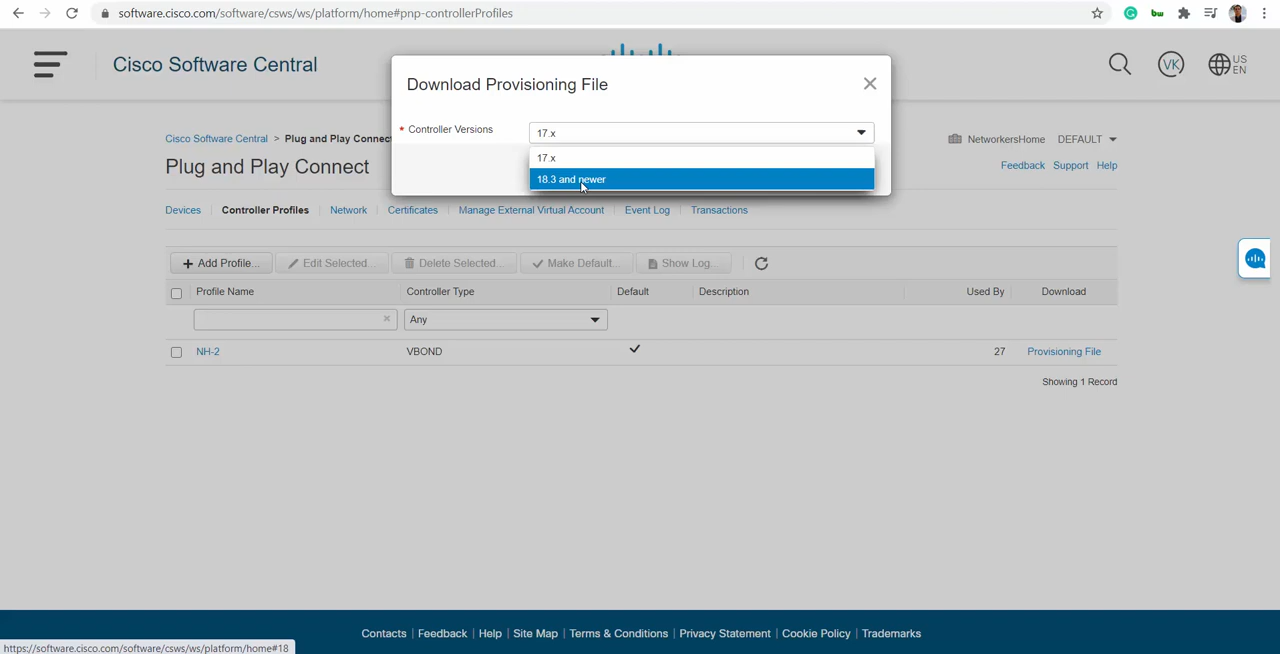 software.cisco.com/software/csws/ws/platform/home#pnp-controllerProfiles
Cisco Software Central
VK
US
EN
Download Provisioning File
* Controller Versions
17.x
17.x
18.3 and newer
Cisco Software Central > Plug and Play Connect
NetworkersHome DEFAULT
Plug and Play Connect
Feedback Support Help
Devices Controller Profiles Network Certificates Manage External Virtual Account Event Log Transactions
+ Add Profile... Edit Selected... Delete Selected... Make Default... Show Log...
Profile Name Controller Type Default Description Used By Download
Any
NH-2 VBOND 27 Provisioning File
Showing 1 Record
Contacts | Feedback | Help | Site Map | Terms & Conditions | Privacy Statement | Cookie Policy | Trademarks
https://software.cisco.com/software/csws/ws/platform/home#18